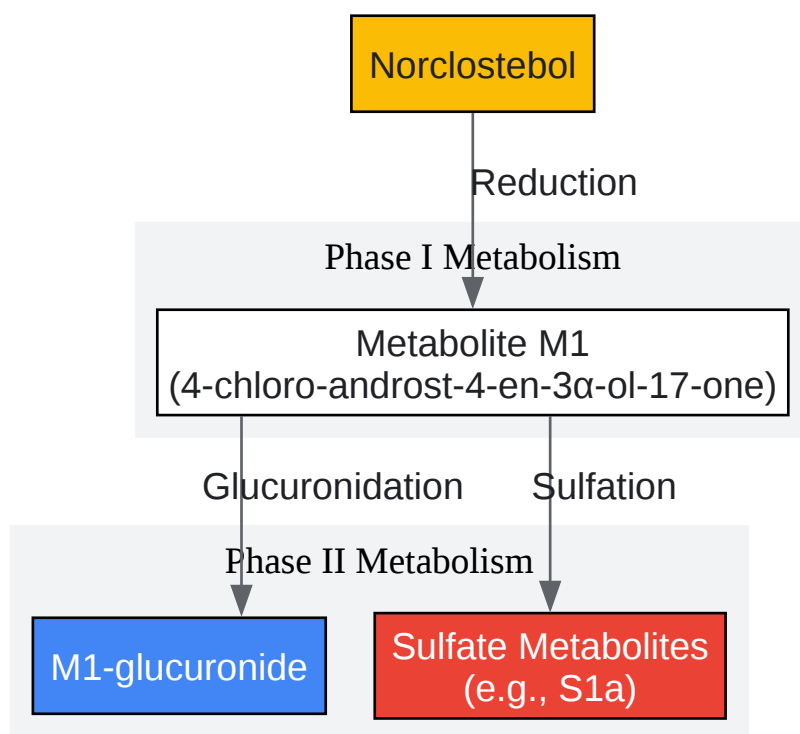 Norclostebol
Reduction
Phase I Metabolism
Metabolite M1
(4-chloro-androst-4-en-3α-ol-17-one)
Glucuronidation
Sulfation
Phase II Metabolism
M1-glucuronide
Sulfate Metabolites
(e.g., S1a)